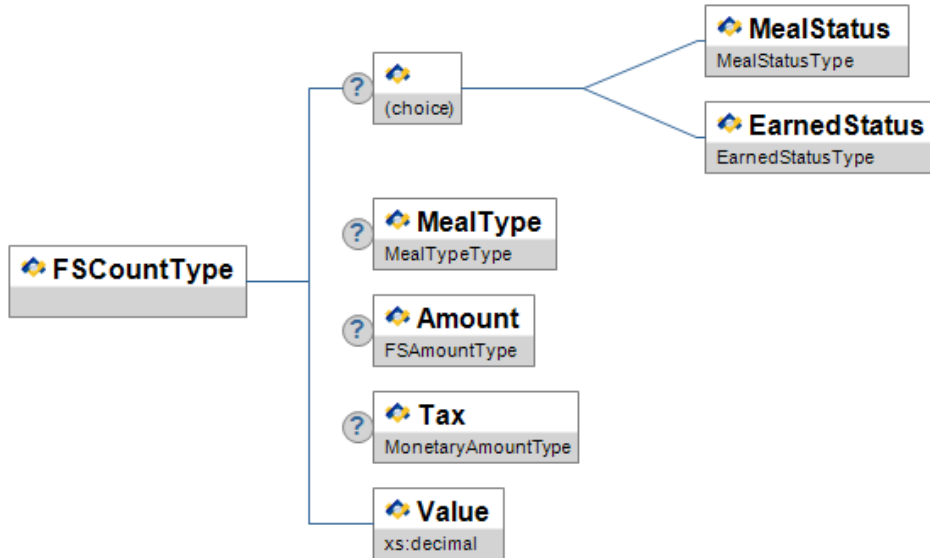 MealStatus
MealStatusType
?
(choice)
EarnedStatus
EarnedStatusType
?
MealType
MealTypeType
FSCountType
?
Amount
FSAmountType
?
Tax
MonetaryAmountType
Value
xs:decimal